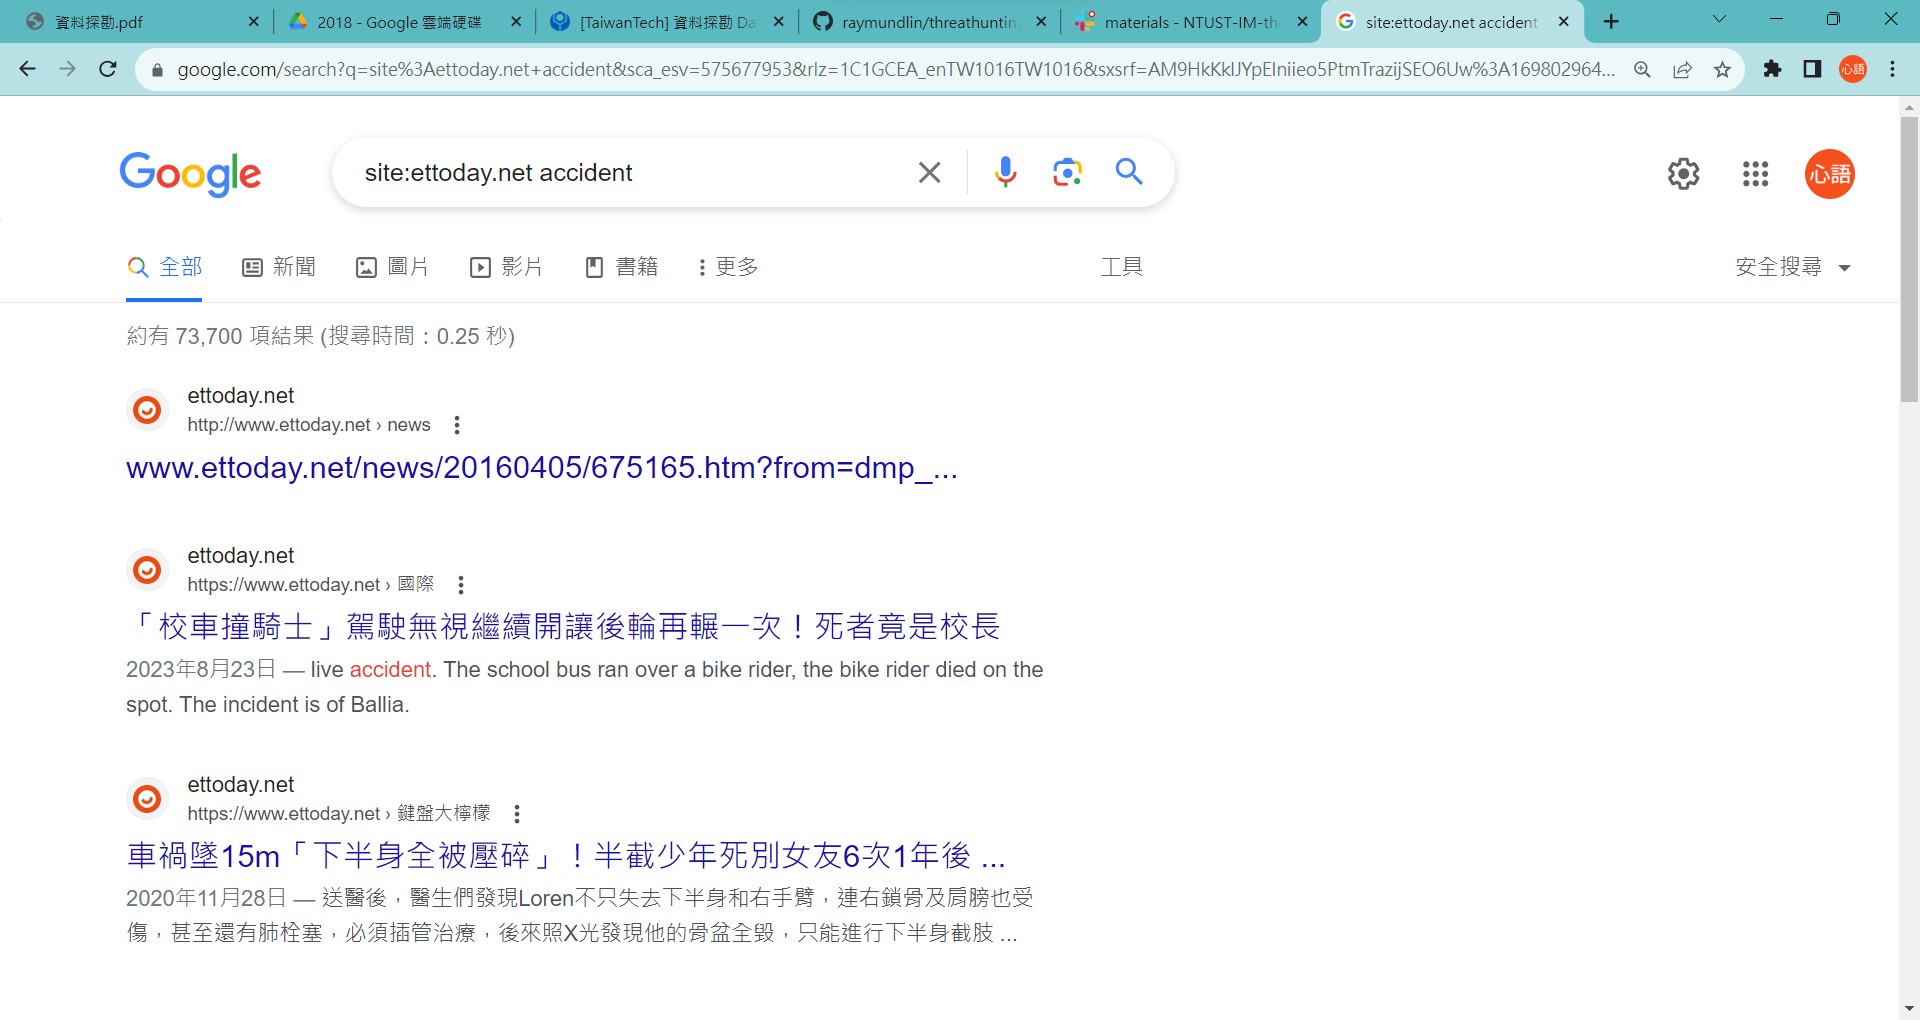 資料探勘.pdf
2018 - Google 雲端硬碟
[TaiwanTech] 資料探勘 Da
raymundlin/threathunting
materials - NTUST-IM-th
site:ettoday.net accident
google.com/search?q=site%3Aettoday.net+accident&sca_esv=575677953&rlz=1C1GCEA_enTW1016TW1016&sxsrf=AM9HkKklJYpEIniieo5PtmTrazijSEO6Uw%3A169802964...
心語
Google
site:ettoday.net accident
心語
全部
新聞
圖片
影片
書籍
更多
工具
安全搜尋
約有 73,700 項結果 (搜尋時間：0.25 秒)
ettoday.net
http://www.ettoday.net › news
www.ettoday.net/news/20160405/675165.htm?from=dmp_...
ettoday.net
https://www.ettoday.net › 國際
「校車撞騎士」駕駛無視繼續開讓後輪再輾一次！死者竟是校長
2023年8月23日 — live accident. The school bus ran over a bike rider, the bike rider died on the
spot. The incident is of Ballia.
ettoday.net
https://www.ettoday.net › 鍵盤大檸檬
車禍墜15m「下半身全被壓碎」！半截少年死別女友6次1年後 ...
2020年11月28日 — 送醫後，醫生們發現Loren不只失去下半身和右手臂，連右鎖骨及肩膀也受
傷，甚至還有肺栓塞，必須插管治療，後來照X光發現他的骨盆全毀，只能進行下半身截肢 ...